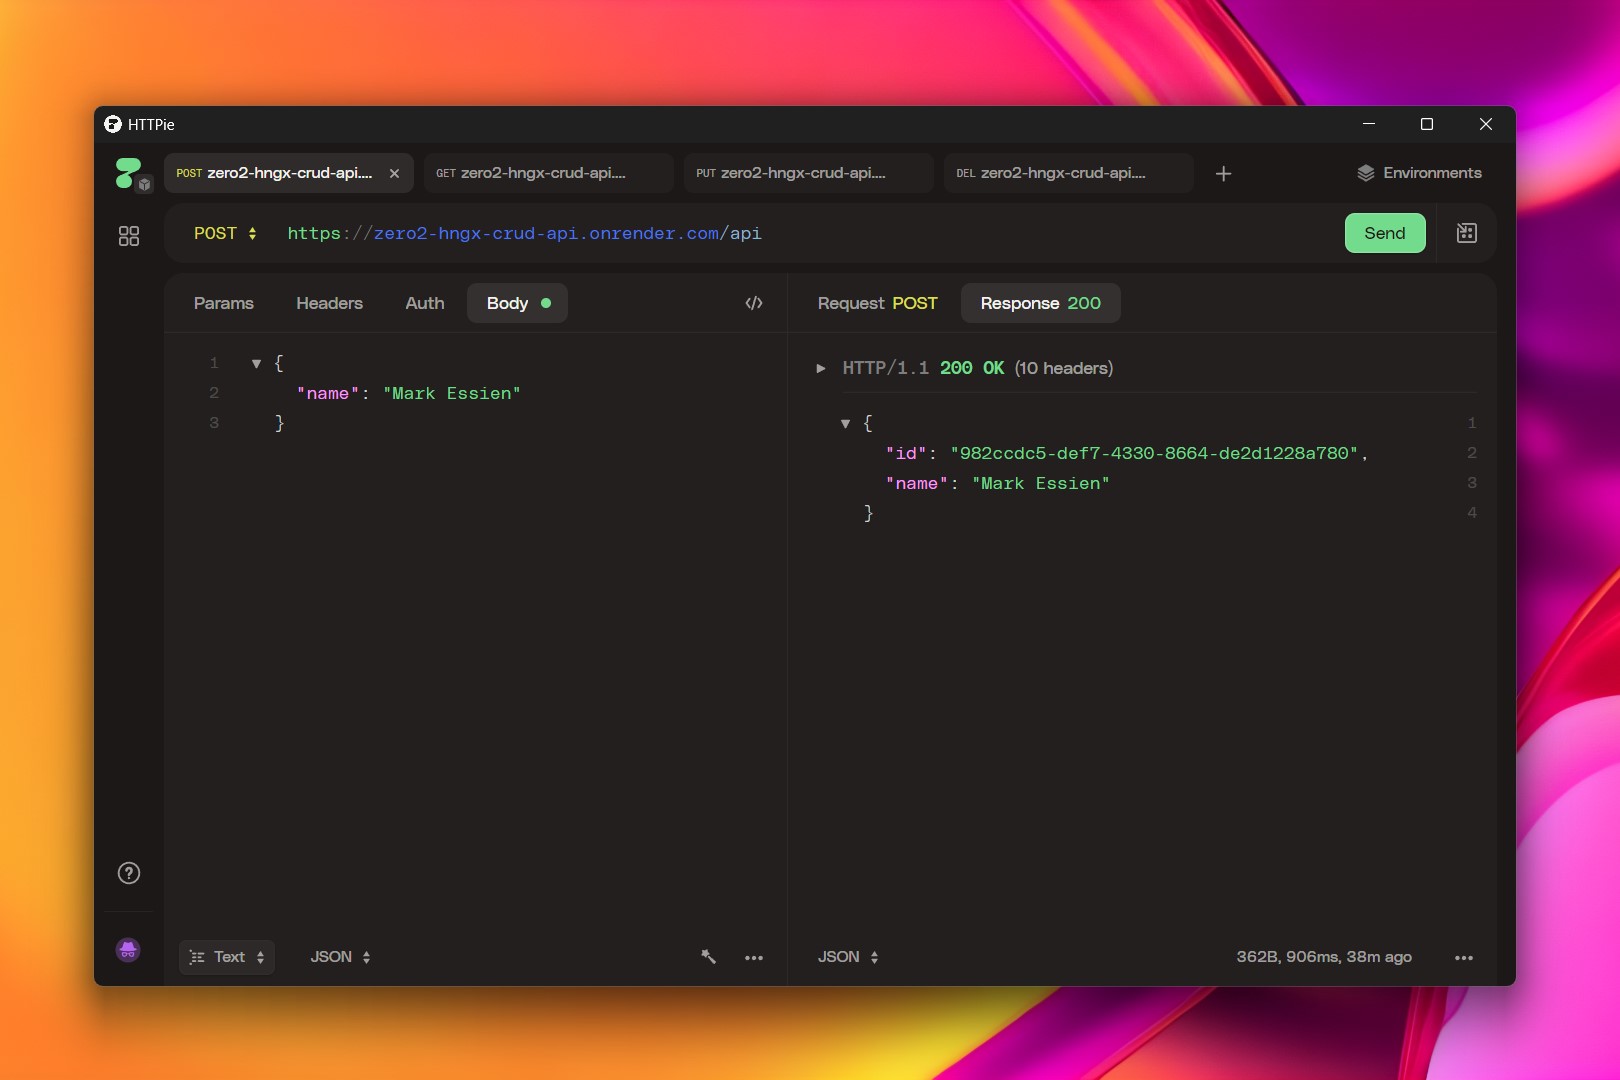 HTTPie
POST zero2-hngx-crud-api....
GET zero2-hngx-crud-api....
PUT zero2-hngx-crud-api....
DEL zero2-hngx-crud-api....
Environments
POST https://zero2-hngx-crud-api.onrender.com/api
Send
Params Headers Auth Body
</>
1 {
2 "name": "Mark Essien"
3 }
Text JSON
Request POST Response 200
HTTP/1.1 200 OK (10 headers)
{ 1
"id": "982ccdc5-def7-4330-8664-de2d1228a780", 2
"name": "Mark Essien" 3
} 4
JSON 362B, 906ms, 38m ago